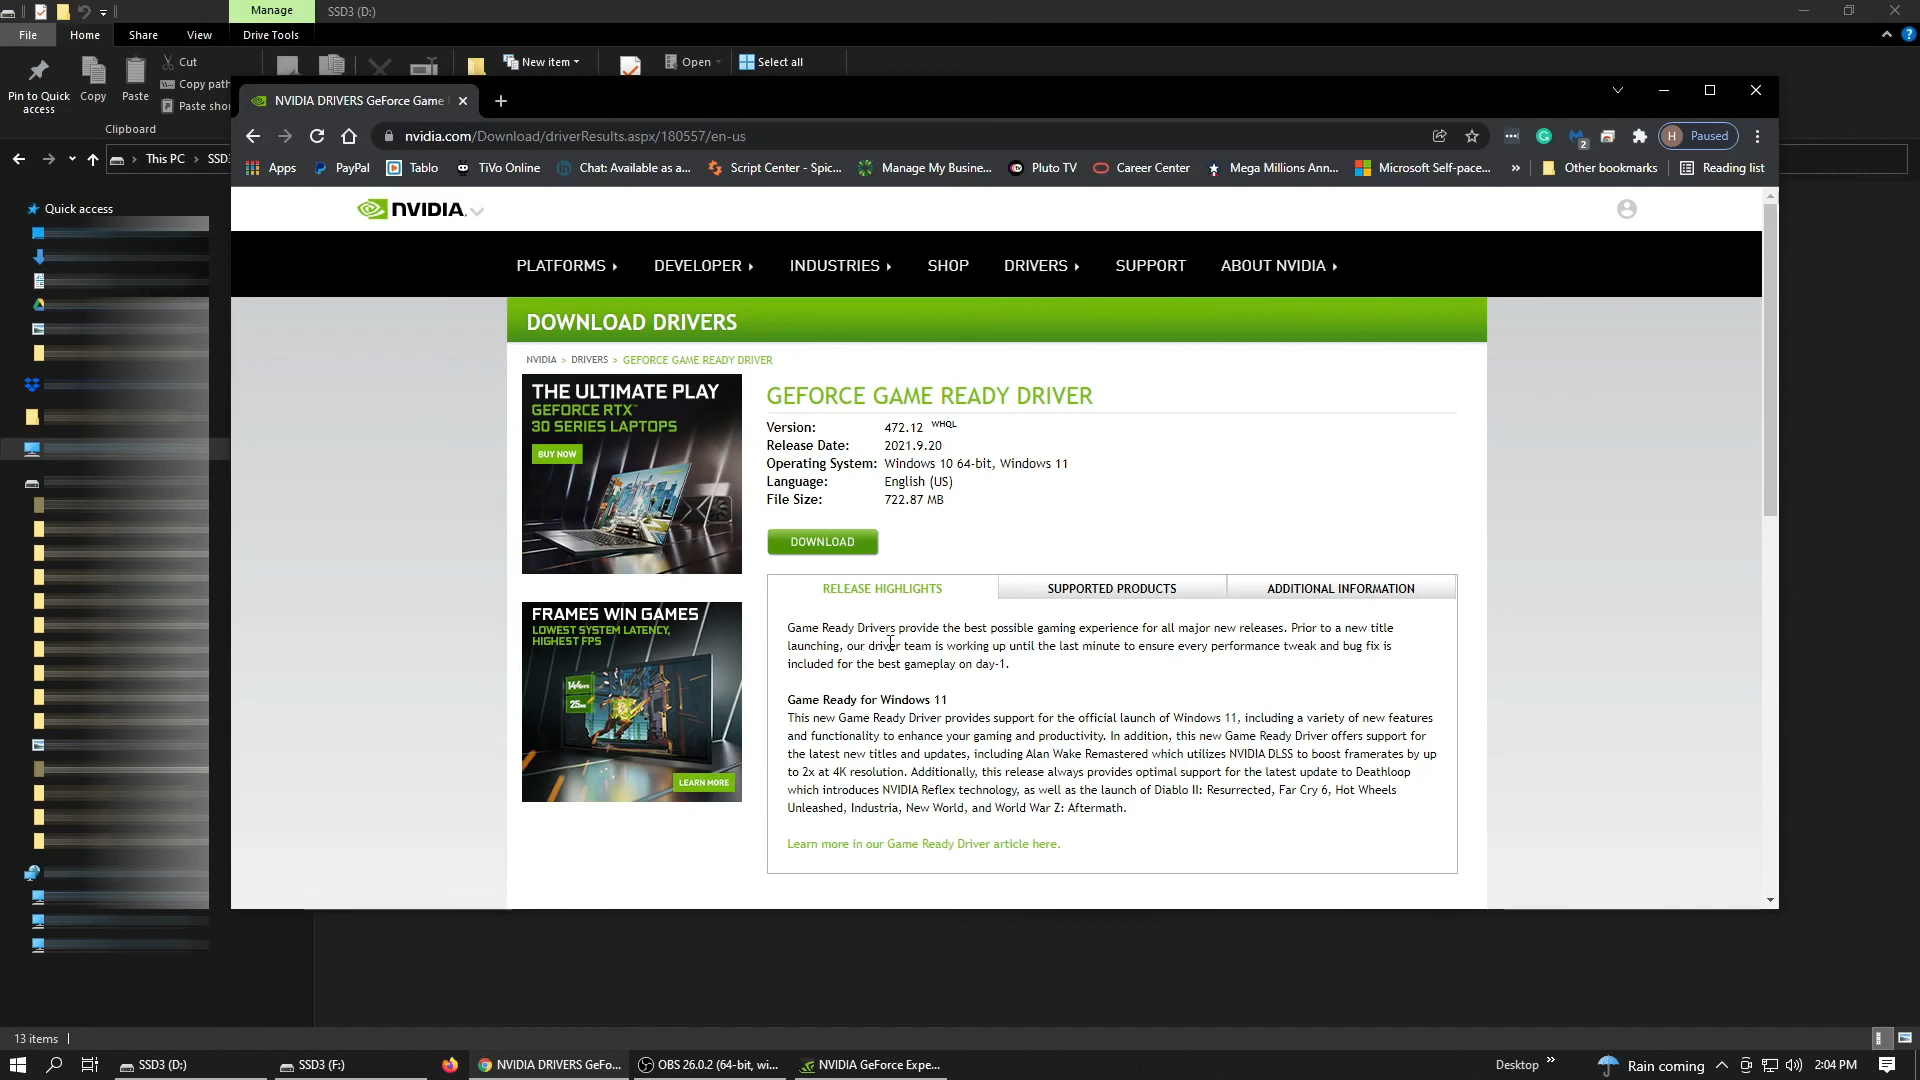 Manage
SSD3 (D:)
File
Home
Share
View
Drive Tools
Pin to Quick
access
Copy
Paste
Cut
Copy path
Paste shor
Clipboard
New item
Open
Select all
This PC
SSD3
NVIDIA DRIVERS GeForce Game
nvidia.com/Download/driverResults.aspx/180557/en-us
2
H
Paused
Apps
PayPal
Tablo
TiVo Online
Chat: Available as a...
Script Center - Spic...
Manage My Busine...
Pluto TV
Career Center
Mega Millions Ann...
Microsoft Self-pace...
»
Other bookmarks
Reading list
Quick access
NVIDIA.
PLATFORMS
DEVELOPER
INDUSTRIES
SHOP
DRIVERS
SUPPORT
ABOUT NVIDIA
DOWNLOAD DRIVERS
NVIDIA > DRIVERS > GEFORCE GAME READY DRIVER
THE ULTIMATE PLAY
GEFORCE RTX™
30 SERIES LAPTOPS
BUY NOW
FRAMES WIN GAMES
LOWEST SYSTEM LATENCY,
HIGHEST FPS
144FPS
25ms
LEARN MORE
GEFORCE GAME READY DRIVER
Version: 472.12 WHQL
Release Date: 2021.9.20
Operating System: Windows 10 64-bit, Windows 11
Language: English (US)
File Size: 722.87 MB
DOWNLOAD
RELEASE HIGHLIGHTS
SUPPORTED PRODUCTS
ADDITIONAL INFORMATION
Game Ready Drivers provide the best possible gaming experience for all major new releases. Prior to a new title
launching, our driver team is working up until the last minute to ensure every performance tweak and bug fix is
included for the best gameplay on day-1.
Game Ready for Windows 11
This new Game Ready Driver provides support for the official launch of Windows 11, including a variety of new features
and functionality to enhance your gaming and productivity. In addition, this new Game Ready Driver offers support for
the latest new titles and updates, including Alan Wake Remastered which utilizes NVIDIA DLSS to boost framerates by up
to 2x at 4K resolution. Additionally, this release always provides optimal support for the latest update to Deathloop
which introduces NVIDIA Reflex technology, as well as the launch of Diablo II: Resurrected, Far Cry 6, Hot Wheels
Unleashed, Industria, New World, and World War Z: Aftermath.
Learn more in our Game Ready Driver article here.
13 items
SSD3 (D:)
SSD3 (F:)
NVIDIA DRIVERS GeFo...
OBS 26.0.2 (64-bit, wi...
NVIDIA GeForce Expe...
Desktop
»
Rain coming
2:04 PM